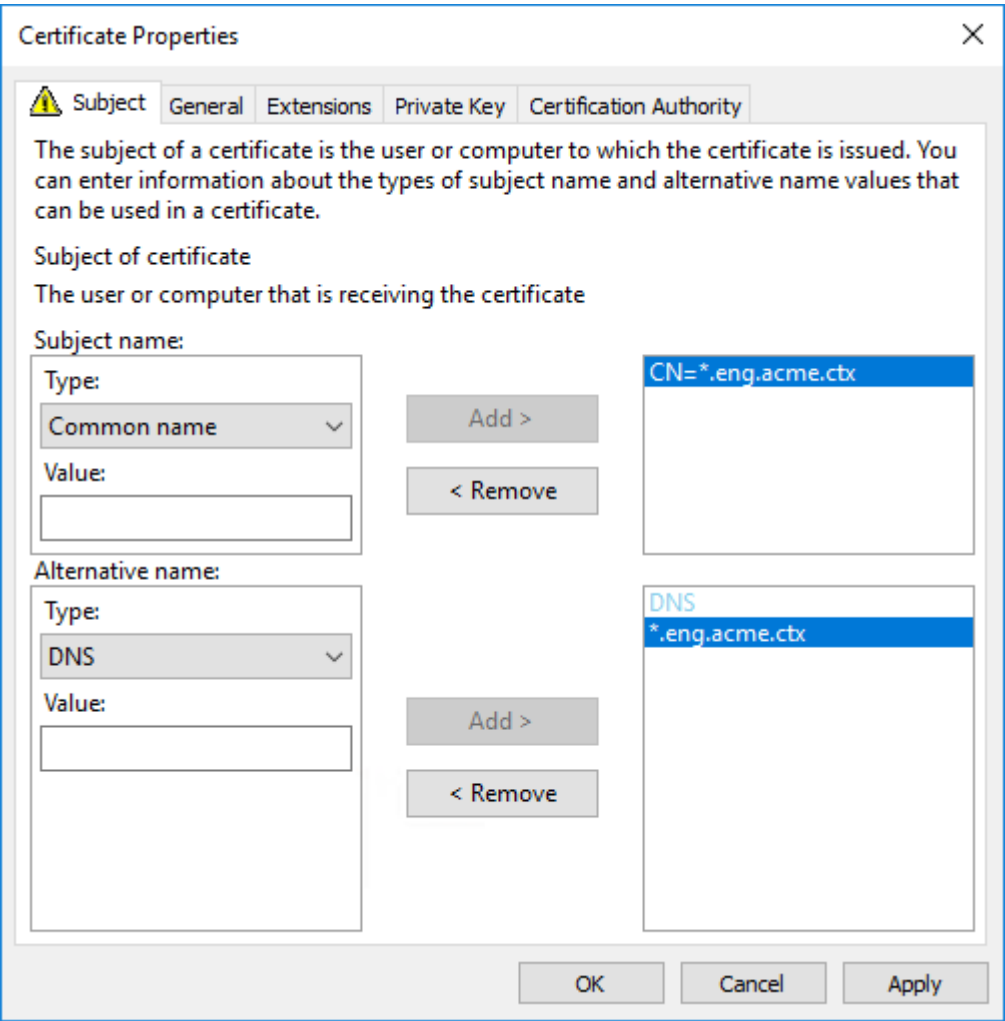 Certificate Properties
Subject General Extensions Private Key Certification Authority
The subject of a certificate is the user or computer to which the certificate is issued. You
can enter information about the types of subject name and alternative name values that
can be used in a certificate.
Subject of certificate
The user or computer that is receiving the certificate
Subject name:
Type:
Common name
Value:
Add >
< Remove
CN=*.eng.acme.ctx
Alternative name:
Type:
DNS
Value:
Add >
< Remove
DNS
*.eng.acme.ctx
OK Cancel Apply